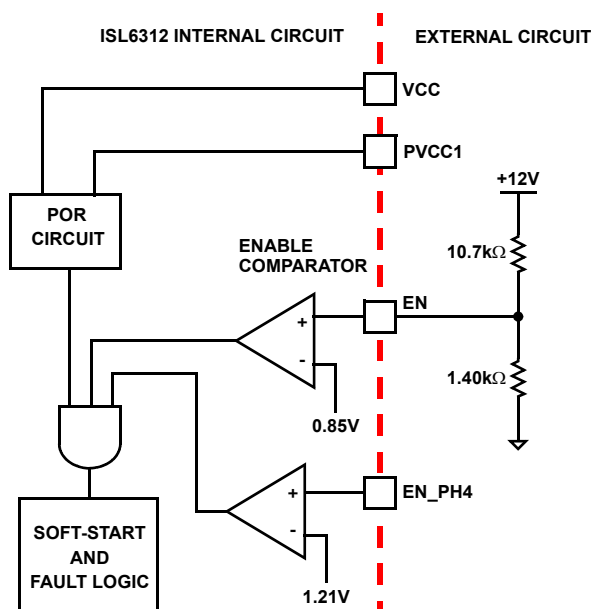 ISL6312 INTERNAL CIRCUIT
EXTERNAL CIRCUIT
VCC
PVCC1
+12V
POR
CIRCUIT
10.7kΩ
ENABLE
COMPARATOR
EN
+
-
0.85V
1.40kΩ
EN_PH4
+
-
1.21V
SOFT-START
AND
FAULT LOGIC